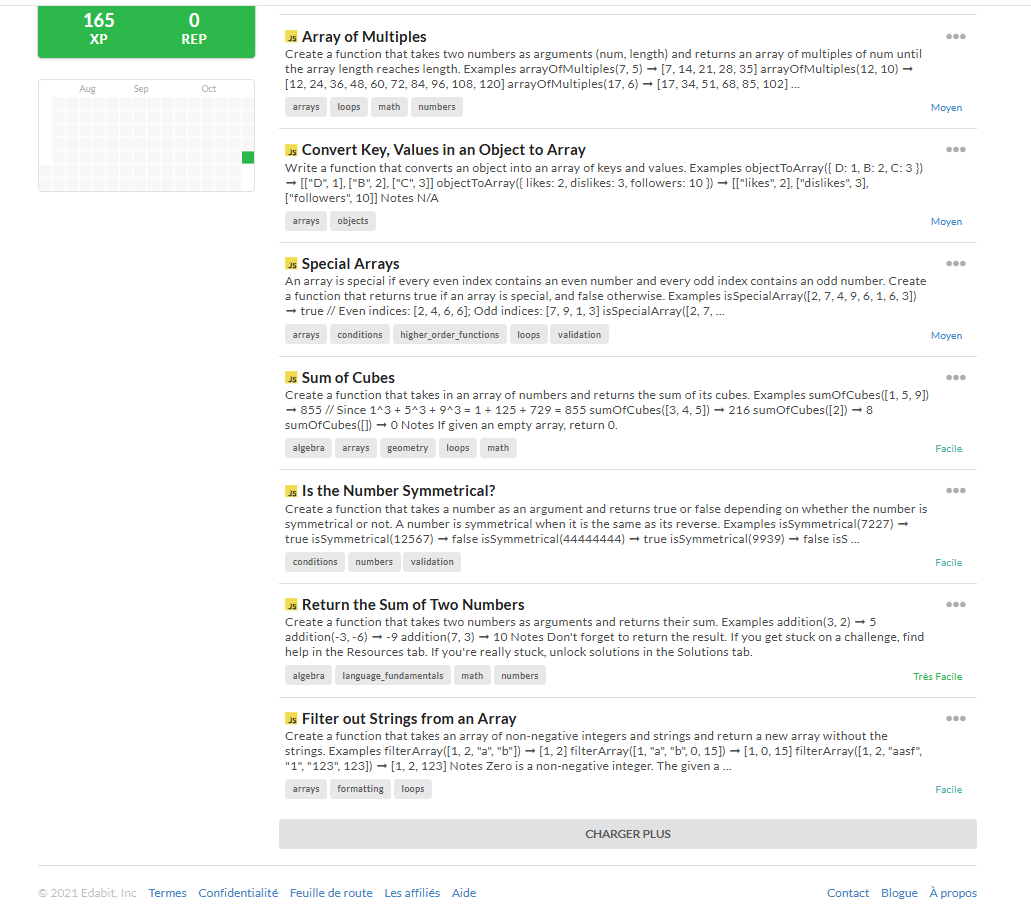 165
0
XP
REP
Aug
Sep
Oct
JS Array of Multiples
Create a function that takes two numbers as arguments (num, length) and returns an array of multiples of num until
the array length reaches length. Examples arrayOfMultiples(7, 5) ➞ [7, 14, 21, 28, 35] arrayOfMultiples(12, 10) ➞
[12, 24, 36, 48, 60, 72, 84, 96, 108, 120] arrayOfMultiples(17, 6) ➞ [17, 34, 51, 68, 85, 102] ...
arrays loops math numbers
Moyen
JS Convert Key, Values in an Object to Array
Write a function that converts an object into an array of keys and values. Examples objectToArray({ D: 1, B: 2, C: 3 })
➞ [["D", 1], ["B", 2], ["C", 3]] objectToArray({ likes: 2, dislikes: 3, followers: 10 }) ➞ [["likes", 2], ["dislikes", 3],
["followers", 10]] Notes N/A
arrays objects
Moyen
JS Special Arrays
An array is special if every even index contains an even number and every odd index contains an odd number. Create
a function that returns true if an array is special, and false otherwise. Examples isSpecialArray([2, 7, 4, 9, 6, 1, 6, 3])
➞ true // Even indices: [2, 4, 6, 6]; Odd indices: [7, 9, 1, 3] isSpecialArray([2, 7, ...
arrays conditions higher_order_functions loops validation
Moyen
JS Sum of Cubes
Create a function that takes in an array of numbers and returns the sum of its cubes. Examples sumOfCubes([1, 5, 9])
➞ 855 // Since 1^3 + 5^3 + 9^3 = 1 + 125 + 729 = 855 sumOfCubes([3, 4, 5]) ➞ 216 sumOfCubes([2]) ➞ 8
sumOfCubes([]) ➞ 0 Notes If given an empty array, return 0.
algebra arrays geometry loops math
Facile
JS Is the Number Symmetrical?
Create a function that takes a number as an argument and returns true or false depending on whether the number is
symmetrical or not. A number is symmetrical when it is the same as its reverse. Examples isSymmetrical(7227) ➞
true isSymmetrical(12567) ➞ false isSymmetrical(44444444) ➞ true isSymmetrical(9939) ➞ false isS ...
conditions numbers validation
Facile
JS Return the Sum of Two Numbers
Create a function that takes two numbers as arguments and returns their sum. Examples addition(3, 2) ➞ 5
addition(-3, -6) ➞ -9 addition(7, 3) ➞ 10 Notes Don't forget to return the result. If you get stuck on a challenge, find
help in the Resources tab. If you're really stuck, unlock solutions in the Solutions tab.
algebra language_fundamentals math numbers
Très Facile
JS Filter out Strings from an Array
Create a function that takes an array of non-negative integers and strings and return a new array without the
strings. Examples filterArray([1, 2, "a", "b"]) ➞ [1, 2] filterArray([1, "a", "b", 0, 15]) ➞ [1, 0, 15] filterArray([1, 2, "aasf",
"1", "123", 123]) ➞ [1, 2, 123] Notes Zero is a non-negative integer. The given a ...
arrays formatting loops
Facile
CHARGER PLUS
© 2021 Edabit, Inc Termes Confidentialité Feuille de route Les affiliés Aide
Contact Blogue À propos